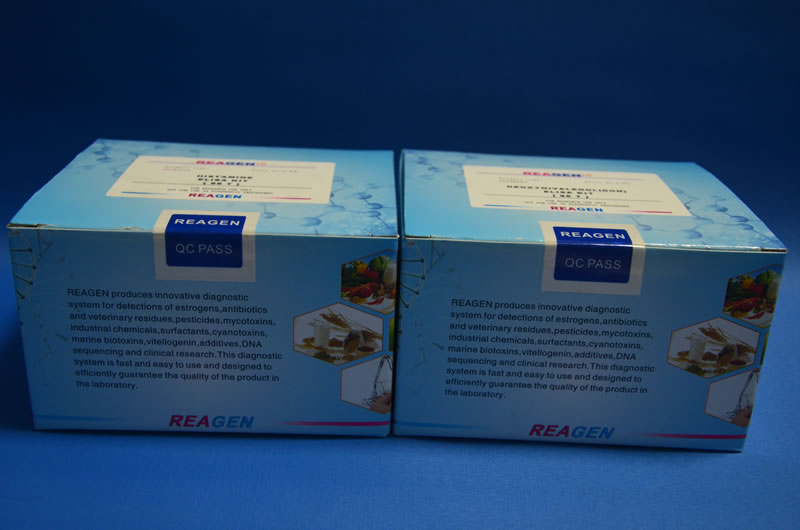 REAGEN
HISTAMINE
ELISA KIT
( 96 T )
REAGEN
REAGEN
QC PASS
REAGEN produces innovative diagnostic
system for detections of estrogens,antibiotics
and veterinary residues,pesticides,mycotoxins,
industrial chemicals,surfactants,cyanotoxins,
marine biotoxins,vitellogenin,additives,DNA
sequencing and clinical research.This diagnostic
system is fast and easy to use and designed to
efficiently guarantee the quality of the product in
the laboratory.
REAGEN
REAGEN
ELISA KIT
( 96 T )
REAGEN
REAGEN
QC PASS
REAGEN produces innovative diagnostic
system for detections of estrogens,antibiotics
and veterinary residues,pesticides,mycotoxins,
industrial chemicals,surfactants,cyanotoxins,
marine biotoxins,vitellogenin,additives,DNA
sequencing and clinical research.This diagnostic
system is fast and easy to use and designed to
efficiently guarantee the quality of the product in
the laboratory.
REAGEN